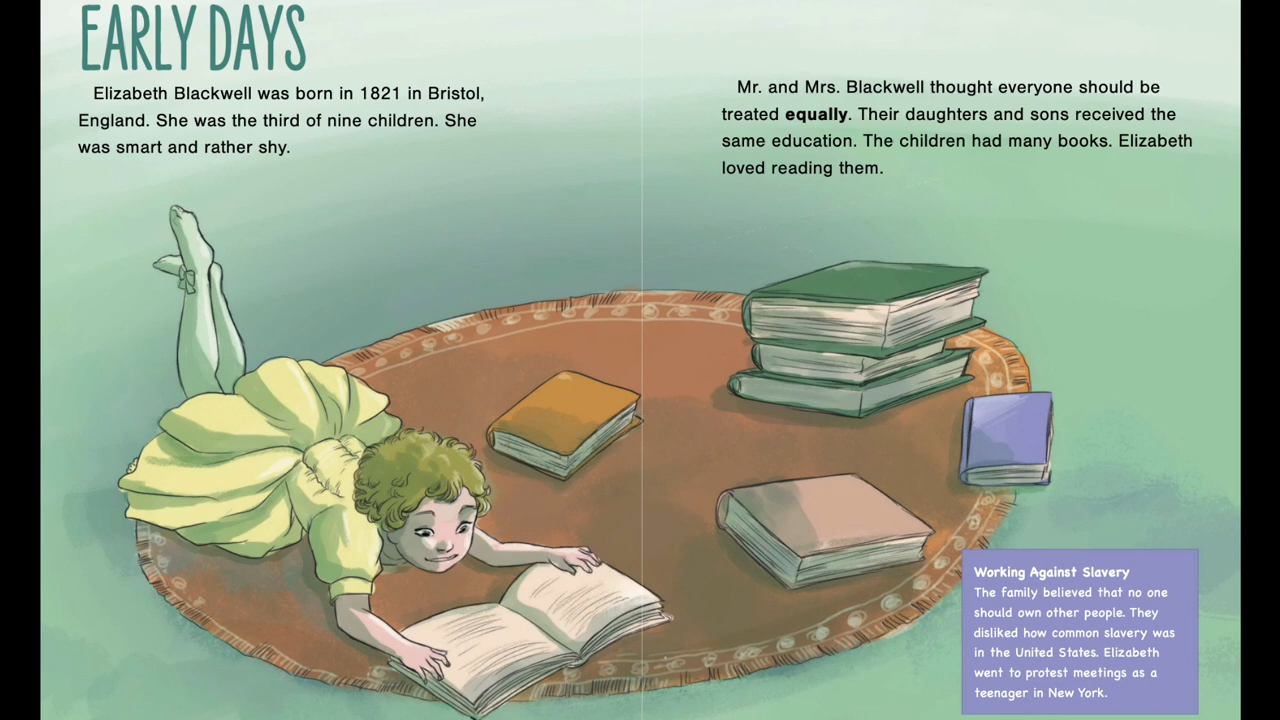 EARLY DAYS
Elizabeth Blackwell was born in 1821 in Bristol,
England. She was the third of nine children. She
was smart and rather shy.
Mr. and Mrs. Blackwell thought everyone should be
treated equally. Their daughters and sons received the
same education. The children had many books. Elizabeth
loved reading them.
Working Against Slavery
The family believed that no one
should own other people. They
disliked how common slavery was
in the United States. Elizabeth
went to protest meetings as a
teenager in New York.